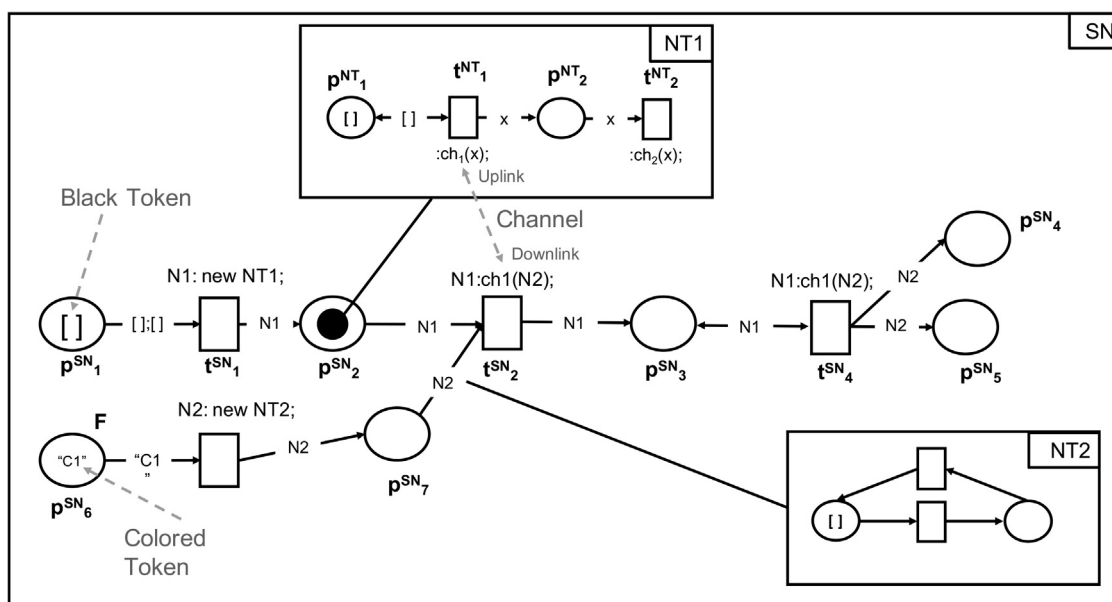 SN
NT1
p^NT_1
t^NT_1
p^NT_2
t^NT_2
[ ]
[ ]
x
x
:ch₁(x);
:ch₂(x);
Uplink
Black Token
Channel
Downlink
p^SN_4
N1: new NT1;
N1:ch1(N2);
N1:ch1(N2);
N2
[ ]
[ ];[ ]
N1
N1
N1
N1
N2
p^SN_1
t^SN_1
p^SN_2
t^SN_2
p^SN_3
t^SN_4
p^SN_5
N2
F
N2: new NT2;
"C1"
"C1
"
N2
p^SN_6
p^SN_7
NT2
[ ]
Colored
Token